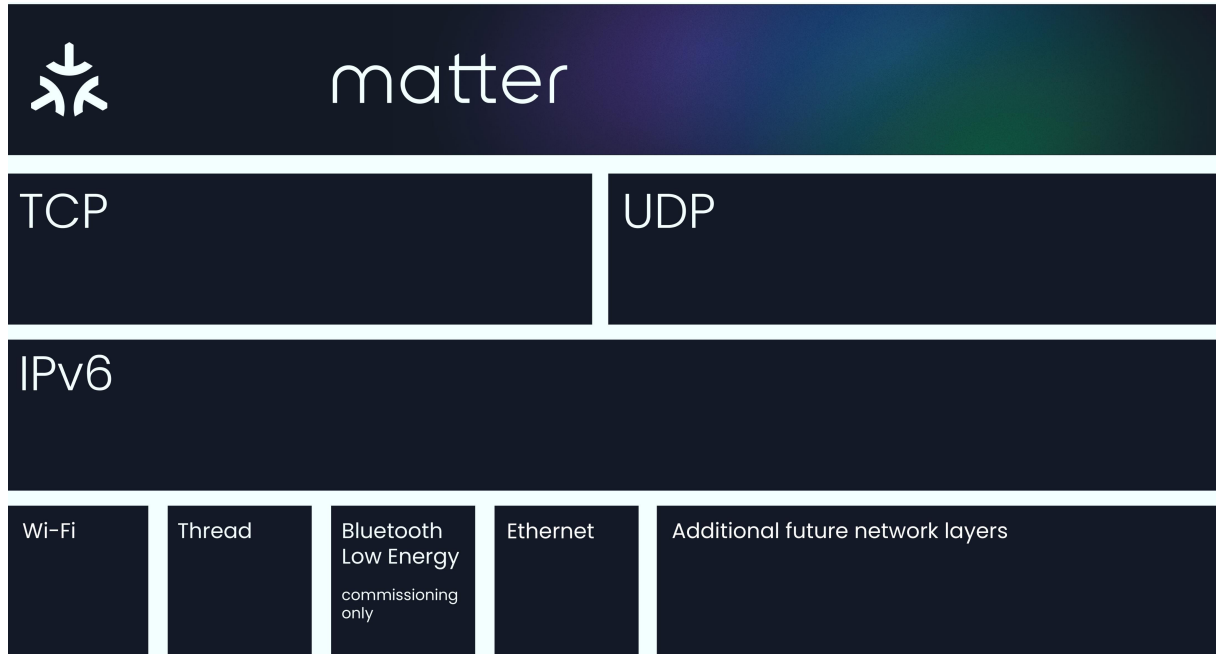 matter
TCP
UDP
IPv6
Wi-Fi
Thread
Bluetooth
Low Energy
commissioning
only
Ethernet
Additional future network layers